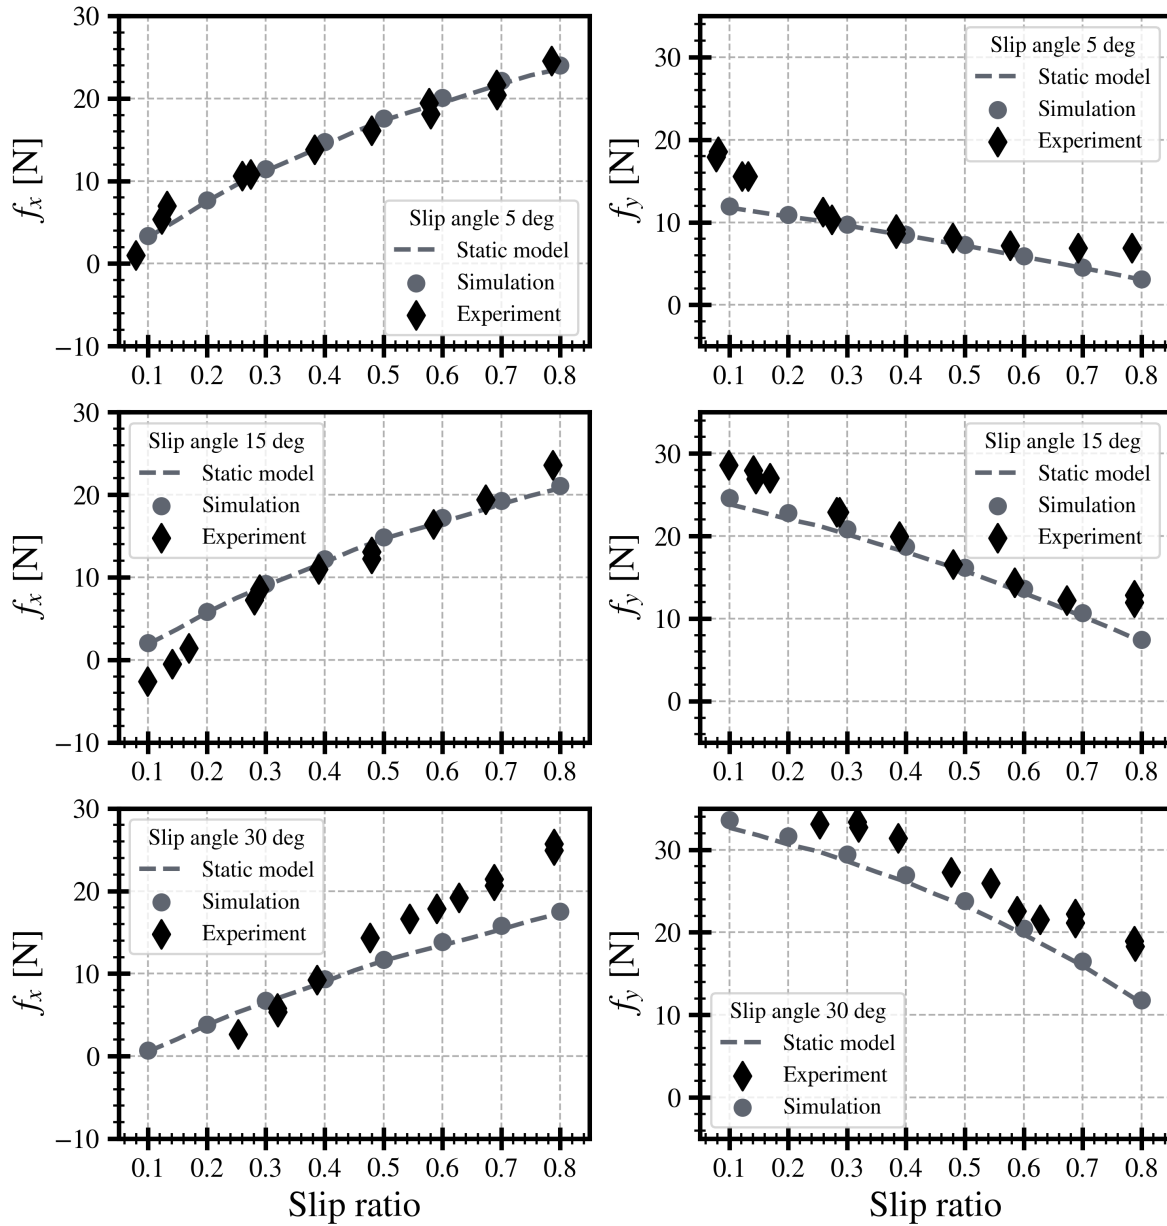 30
20
10
0
−10
f_x [N]
Slip angle 5 deg
Static model
Simulation
Experiment
0.1 0.2 0.3 0.4 0.5 0.6 0.7 0.8
30
20
10
0
f_y [N]
Slip angle 5 deg
Static model
Simulation
Experiment
0.1 0.2 0.3 0.4 0.5 0.6 0.7 0.8
30
20
10
0
−10
f_x [N]
Slip angle 15 deg
Static model
Simulation
Experiment
0.1 0.2 0.3 0.4 0.5 0.6 0.7 0.8
30
20
10
0
f_y [N]
Slip angle 15 deg
Static model
Simulation
Experiment
0.1 0.2 0.3 0.4 0.5 0.6 0.7 0.8
30
20
10
0
−10
f_x [N]
Slip angle 30 deg
Static model
Simulation
Experiment
0.1 0.2 0.3 0.4 0.5 0.6 0.7 0.8
Slip ratio
30
20
10
0
f_y [N]
Slip angle 30 deg
Static model
Experiment
Simulation
0.1 0.2 0.3 0.4 0.5 0.6 0.7 0.8
Slip ratio